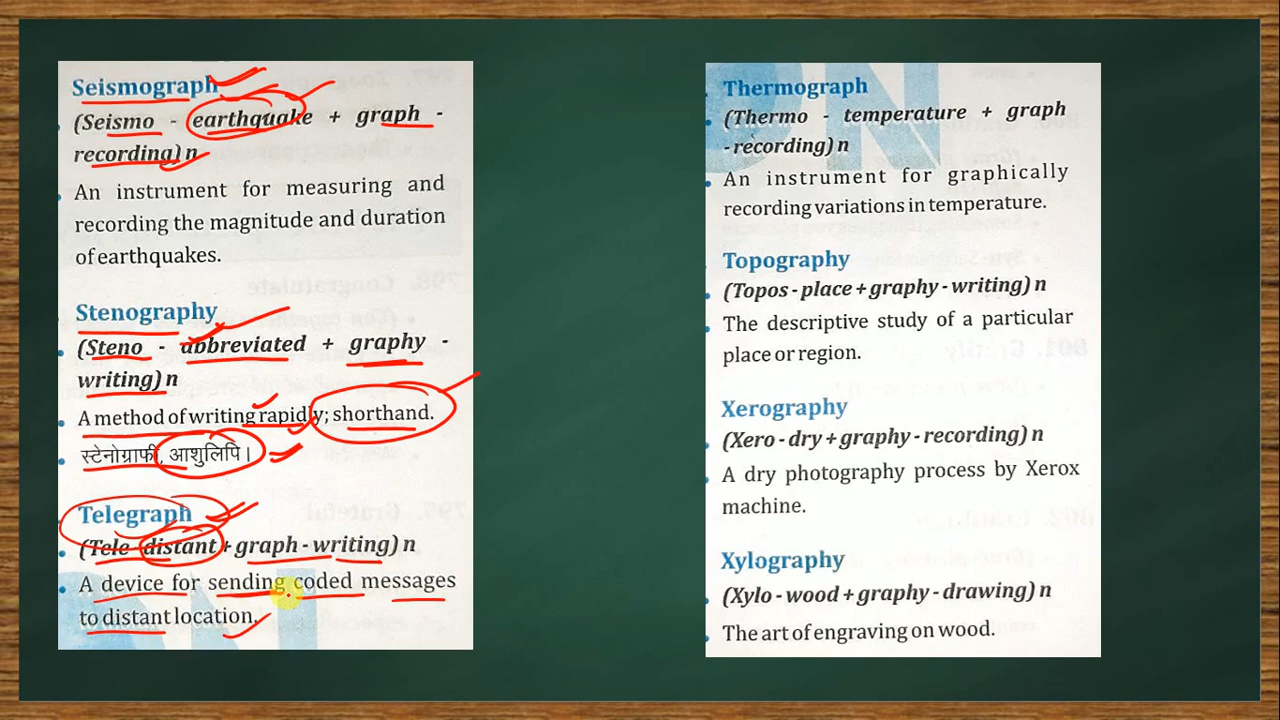 Seismograph
(Seismo - earthquake + graph -
recording) n
An instrument for measuring and
recording the magnitude and duration
of earthquakes.
Stenography
(Steno - abbreviated + graphy -
writing) n
A method of writing rapidly; shorthand.
स्टेनोग्राफी, आशुलिपि।
Telegraph
(Tele - distant + graph - writing) n
A device for sending coded messages
to distant location.
Thermograph
(Thermo - temperature + graph
- recording) n
An instrument for graphically
recording variations in temperature.
Topography
(Topos - place + graphy - writing) n
The descriptive study of a particular
place or region.
Xerography
(Xero - dry + graphy - recording) n
A dry photography process by Xerox
machine.
Xylography
(Xylo - wood + graphy - drawing) n
The art of engraving on wood.